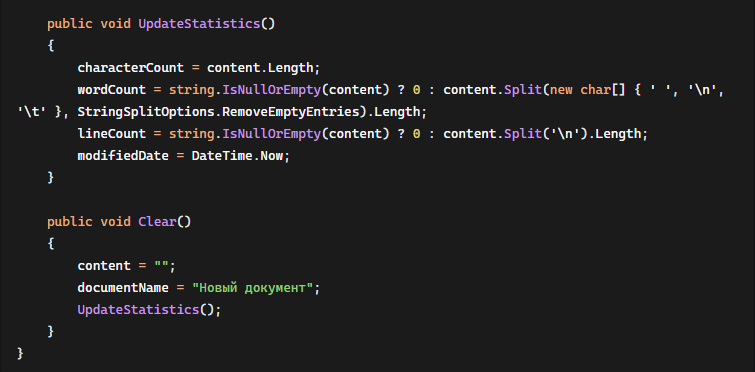 public void UpdateStatistics()
{
characterCount = content.Length;
wordCount = string.IsNullOrEmpty(content) ? 0 : content.Split(new char[] { ' ', '\n',
'\t' }, StringSplitOptions.RemoveEmptyEntries).Length;
lineCount = string.IsNullOrEmpty(content) ? 0 : content.Split('\n').Length;
modifiedDate = DateTime.Now;
}
public void Clear()
{
content = "";
documentName = "Новый документ";
UpdateStatistics();
}
}